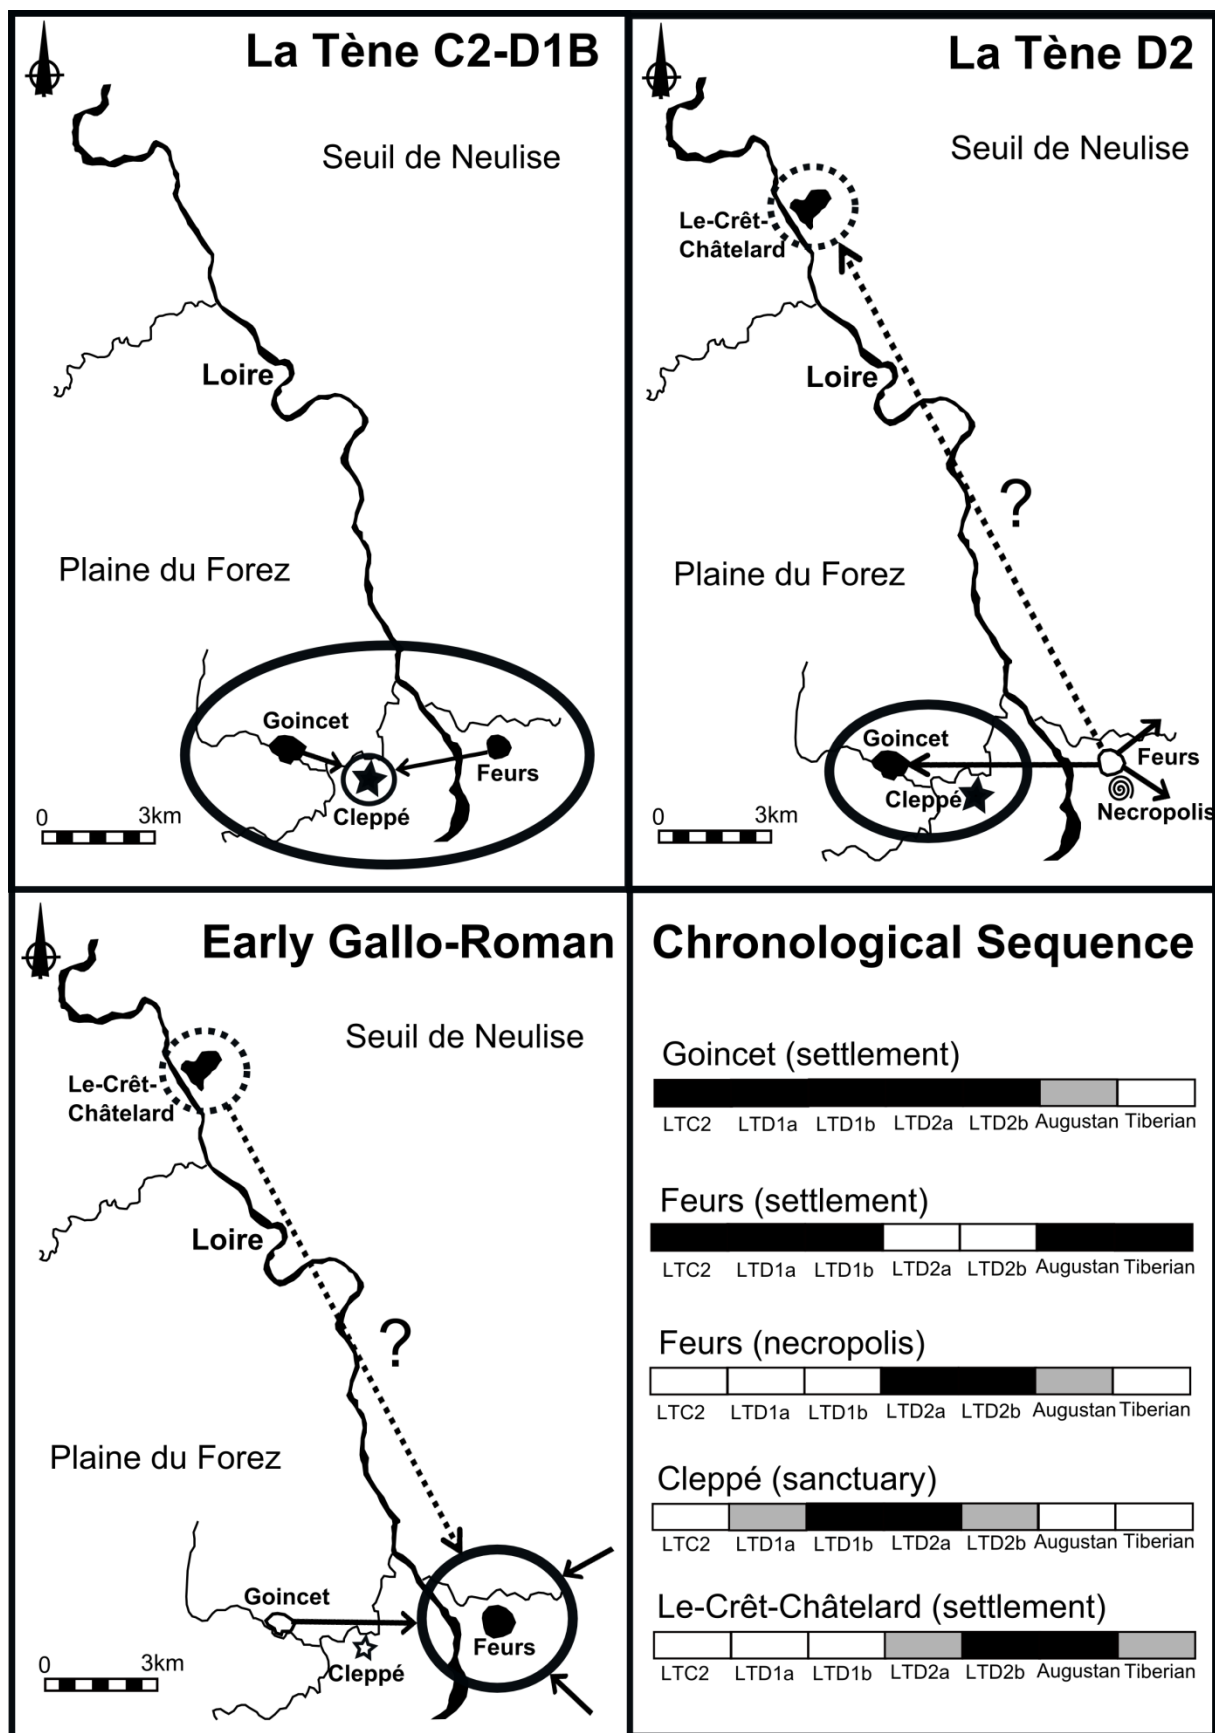 La Tène C2-D1B
Seuil de Neulise
Loire
Plaine du Forez
Goincet
Feurs
Cleppé
0 3km
La Tène D2
Seuil de Neulise
Le-Crêt-
Châtelard
Loire
?
Plaine du Forez
Goincet
Feurs
Cleppé
Necropolis
0 3km
Early Gallo-Roman
Seuil de Neulise
Le-Crêt-
Châtelard
Loire
?
Plaine du Forez
Goincet
Feurs
Cleppé
0 3km
Chronological Sequence
Goincet (settlement)
LTC2 LTD1a LTD1b LTD2a LTD2b Augustan Tiberian
Feurs (settlement)
LTC2 LTD1a LTD1b LTD2a LTD2b Augustan Tiberian
Feurs (necropolis)
LTC2 LTD1a LTD1b LTD2a LTD2b Augustan Tiberian
Cleppé (sanctuary)
LTC2 LTD1a LTD1b LTD2a LTD2b Augustan Tiberian
Le-Crêt-Châtelard (settlement)
LTC2 LTD1a LTD1b LTD2a LTD2b Augustan Tiberian